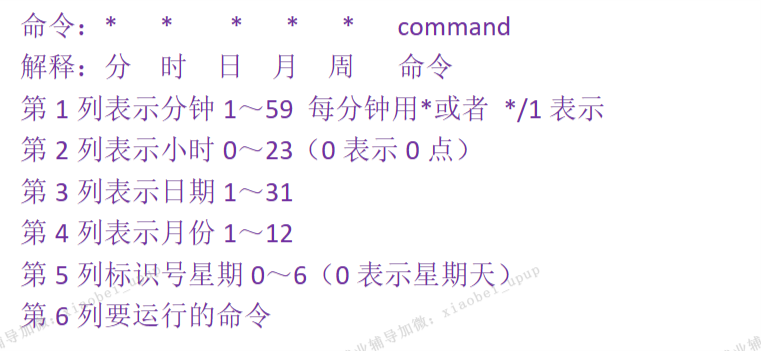 命令：* * * * * command
解释：分 时 日 月 周 命令
第 1 列表示分钟 1～59 每分钟用*或者 */1 表示
第 2 列表示小时 0～23（0 表示 0 点）
第 3 列表示日期 1～31
第 4 列表示月份 1～12
第 5 列标识号星期 0～6（0 表示星期天）
第 6 列要运行的命令
辅导加微：xiaobei_upup
业辅导加微：xiaobei_upup